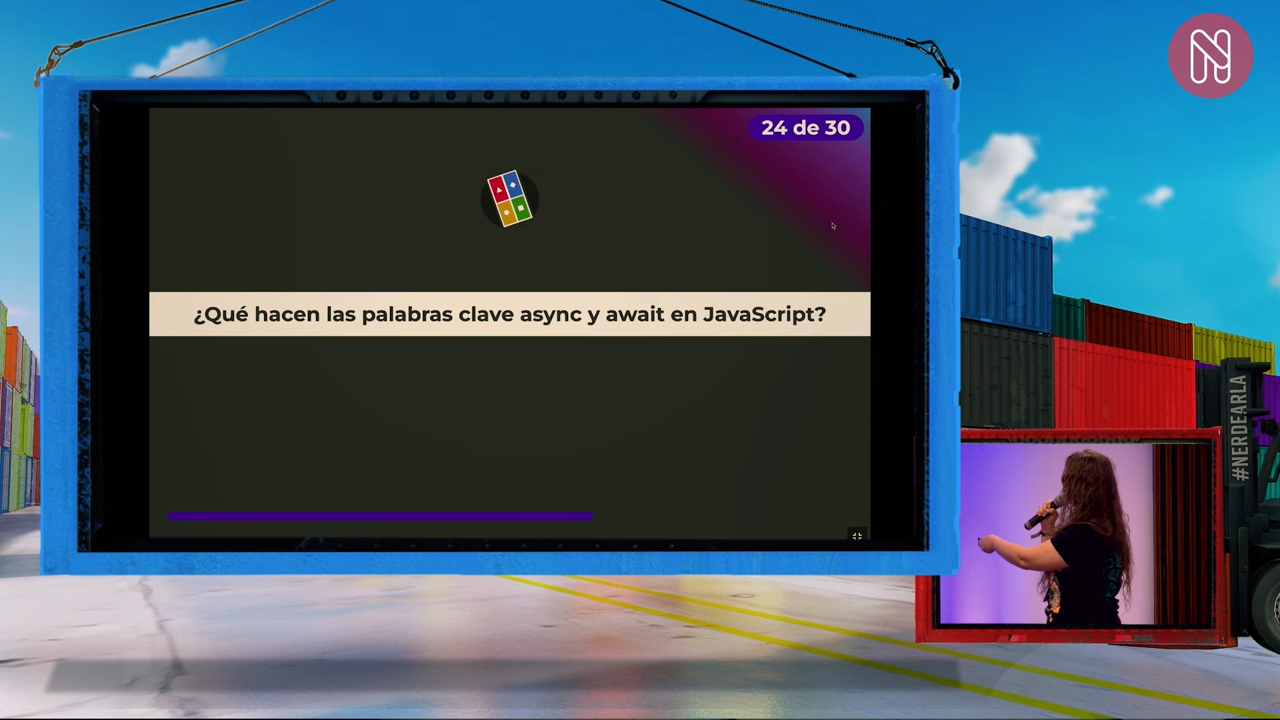 24 de 30
¿Qué hacen las palabras clave async y await en JavaScript?
#NERDEARLA